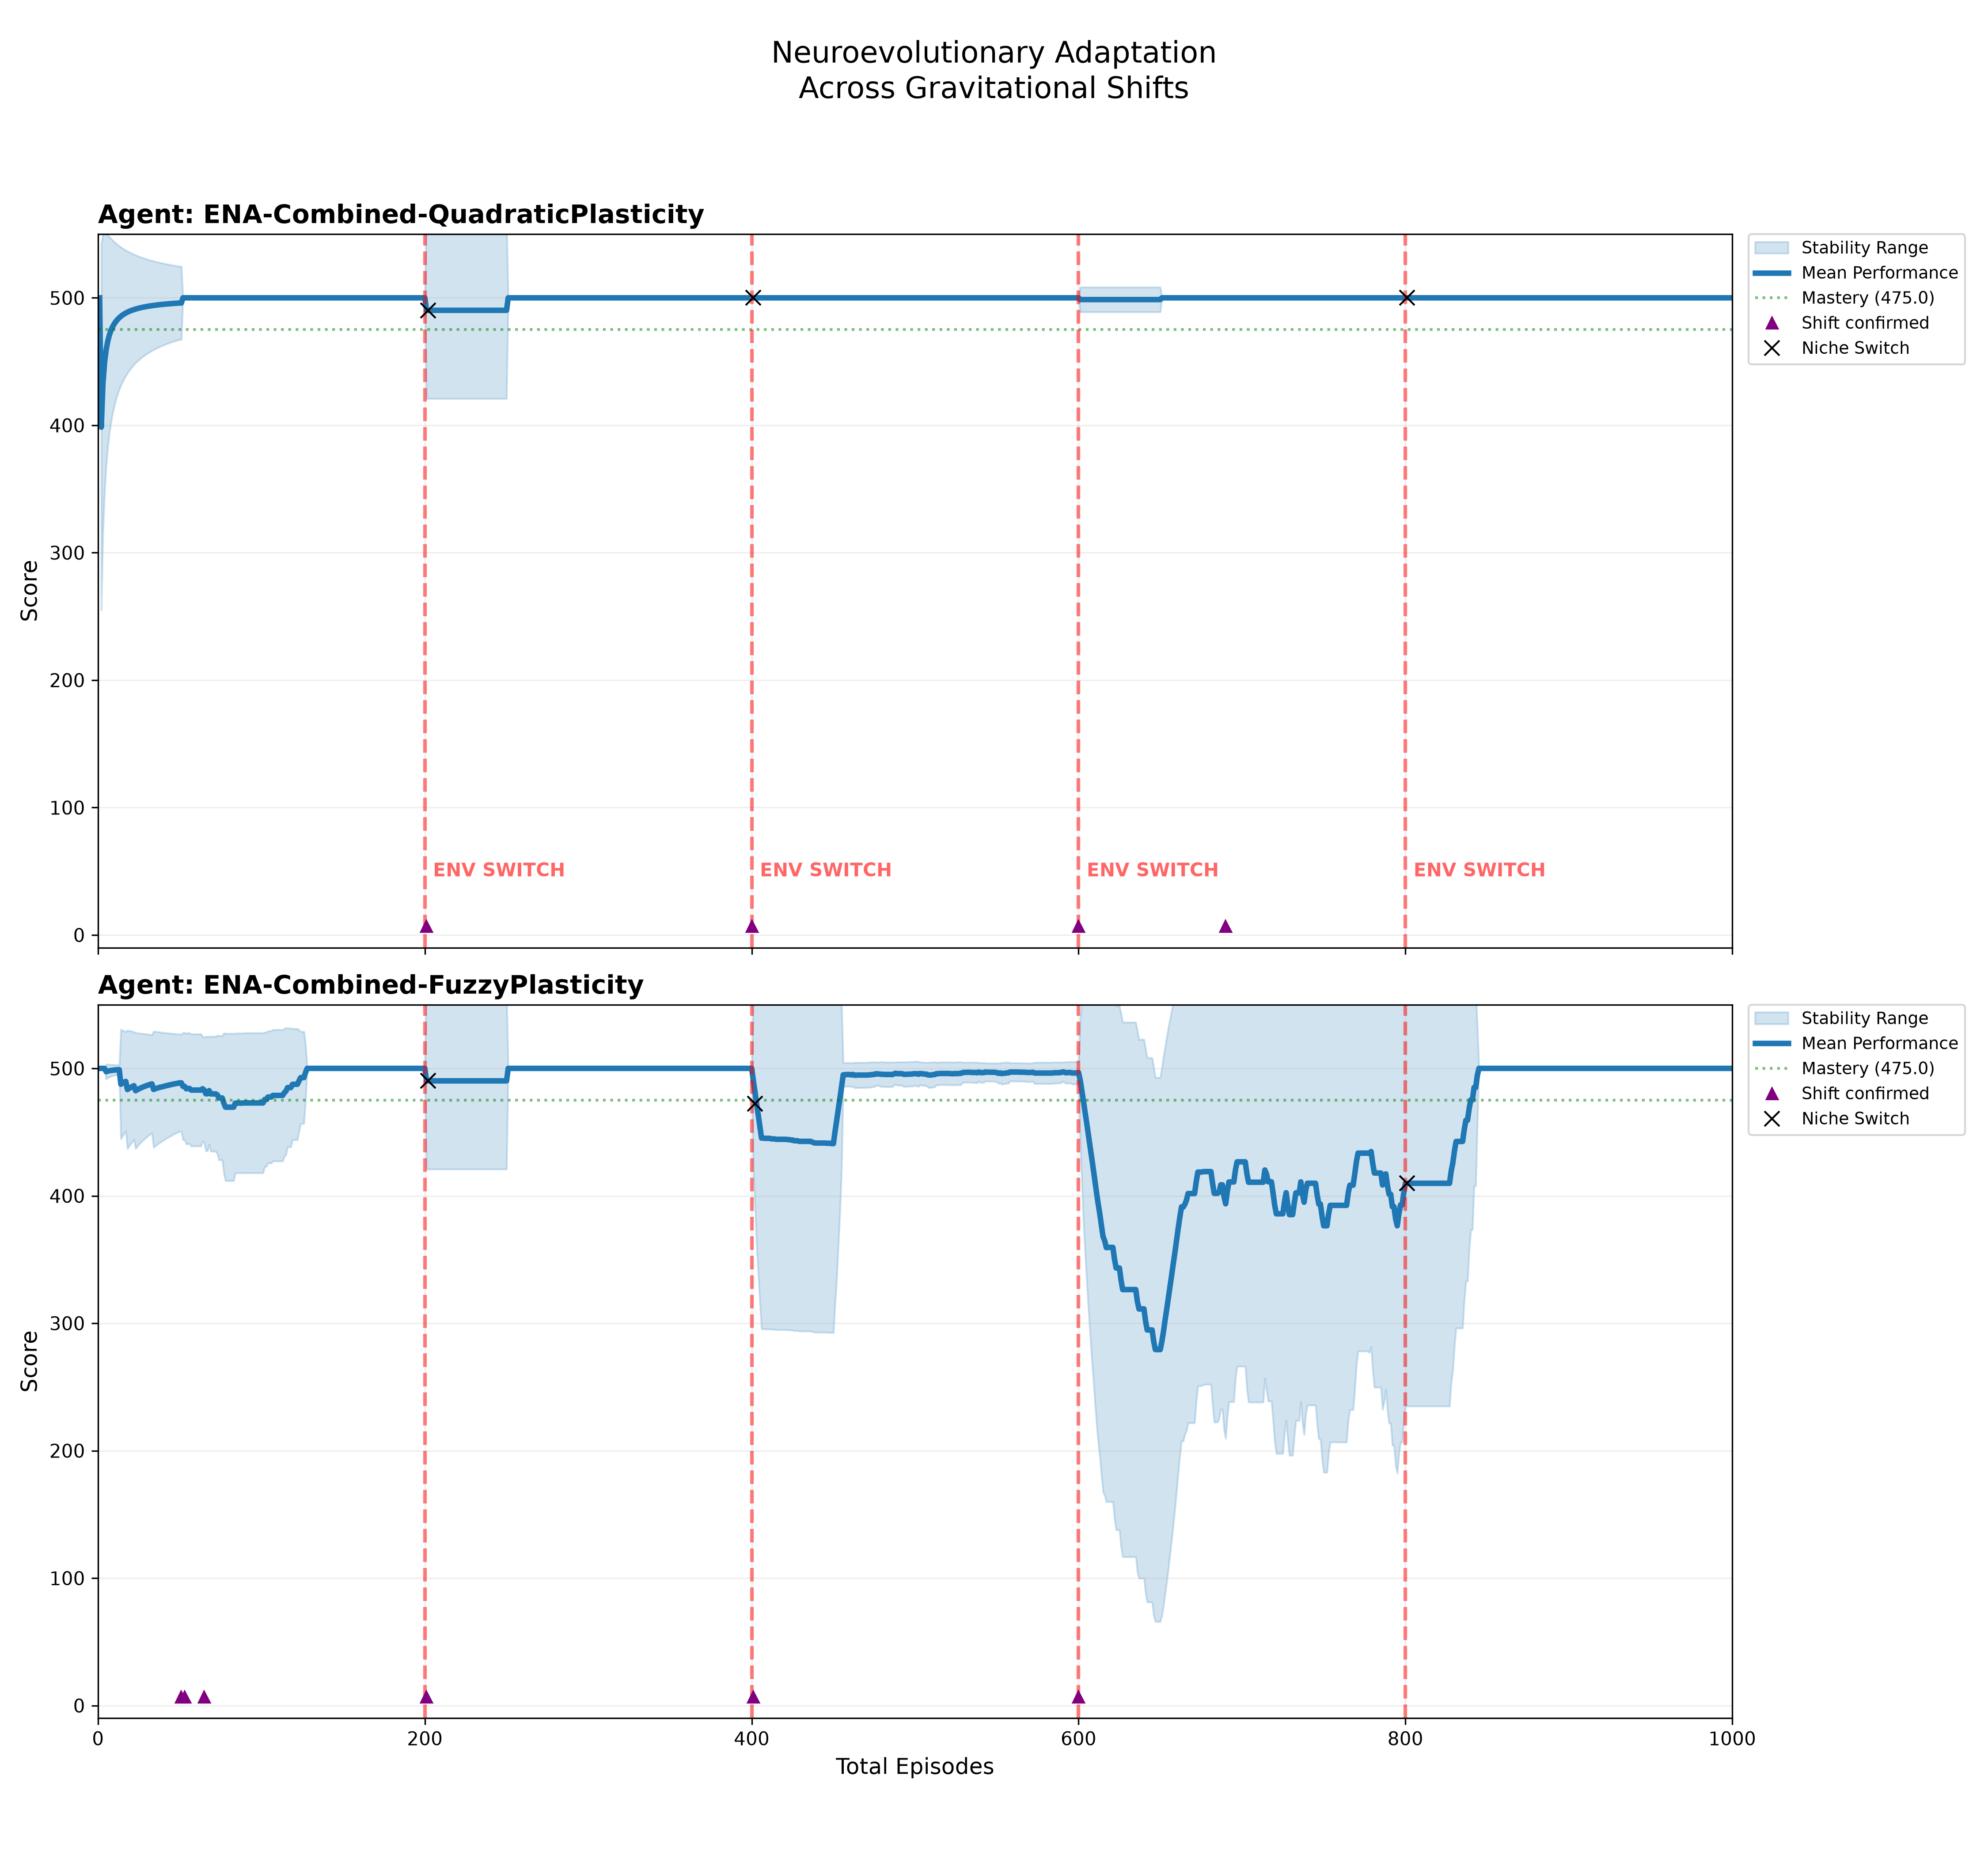 Neuroevolutionary Adaptation
Across Gravitational Shifts
Agent: ENA-Combined-QuadraticPlasticity
Score
500
400
300
200
100
0
ENV SWITCH
ENV SWITCH
ENV SWITCH
ENV SWITCH
Stability Range
Mean Performance
Mastery (475.0)
Shift confirmed
Niche Switch
Agent: ENA-Combined-FuzzyPlasticity
Score
500
400
300
200
100
0
0
200
400
600
800
1000
Total Episodes
Stability Range
Mean Performance
Mastery (475.0)
Shift confirmed
Niche Switch